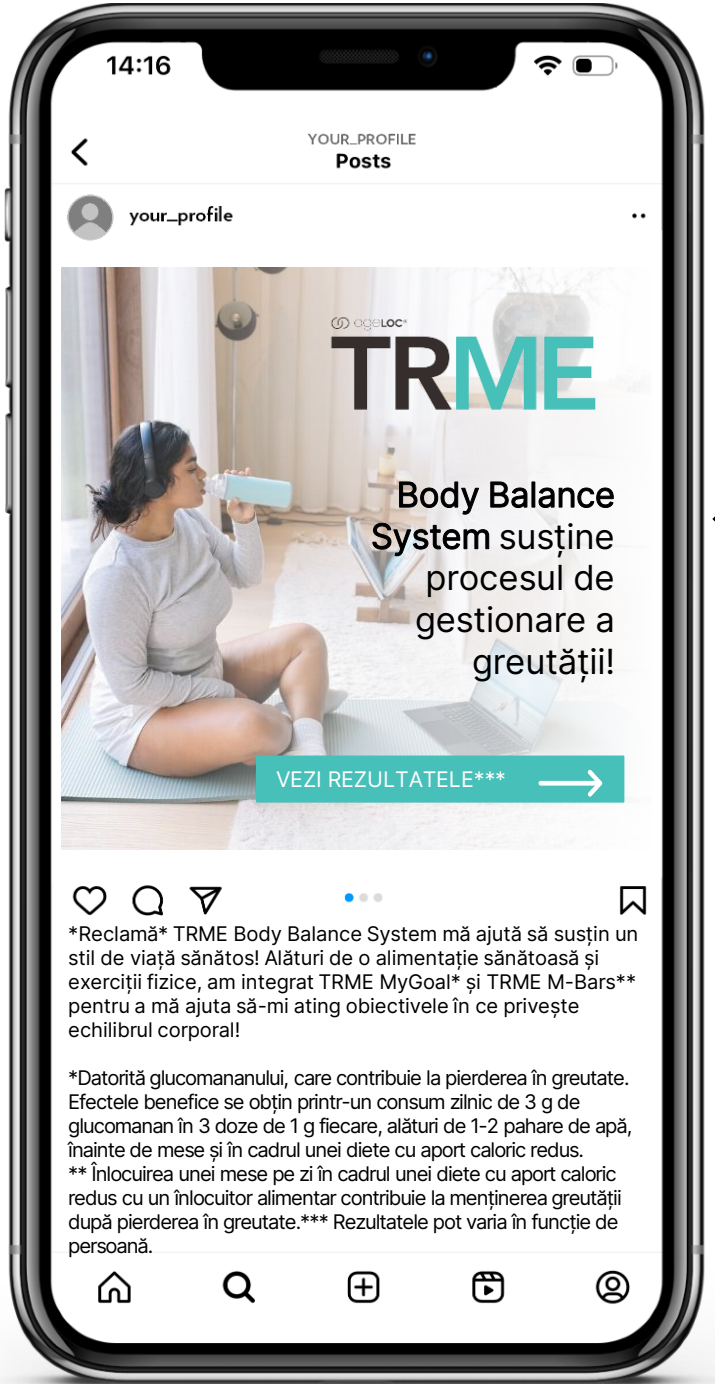 14:16
YOUR_PROFILE
Posts
your_profile
ageLOC®
TRME
Body Balance
System susține
procesul de
gestionare a
greutății!
VEZI REZULTATELE***
*Reclamă* TRME Body Balance System mă ajută să susțin un
stil de viață sănătos! Alături de o alimentație sănătoasă și
exerciții fizice, am integrat TRME MyGoal* și TRME M-Bars**
pentru a mă ajuta să-mi ating obiectivele în ce privește
echilibrul corporal!
*Datorită glucomananului, care contribuie la pierderea în greutate.
Efectele benefice se obțin printr-un consum zilnic de 3 g de
glucomanan în 3 doze de 1 g fiecare, alături de 1-2 pahare de apă,
înainte de mese și în cadrul unei diete cu aport caloric redus.
** Înlocuirea unei mese pe zi în cadrul unei diete cu aport caloric
redus cu un înlocuitor alimentar contribuie la menținerea greutății
după pierderea în greutate.*** Rezultatele pot varia în funcție de
persoană.